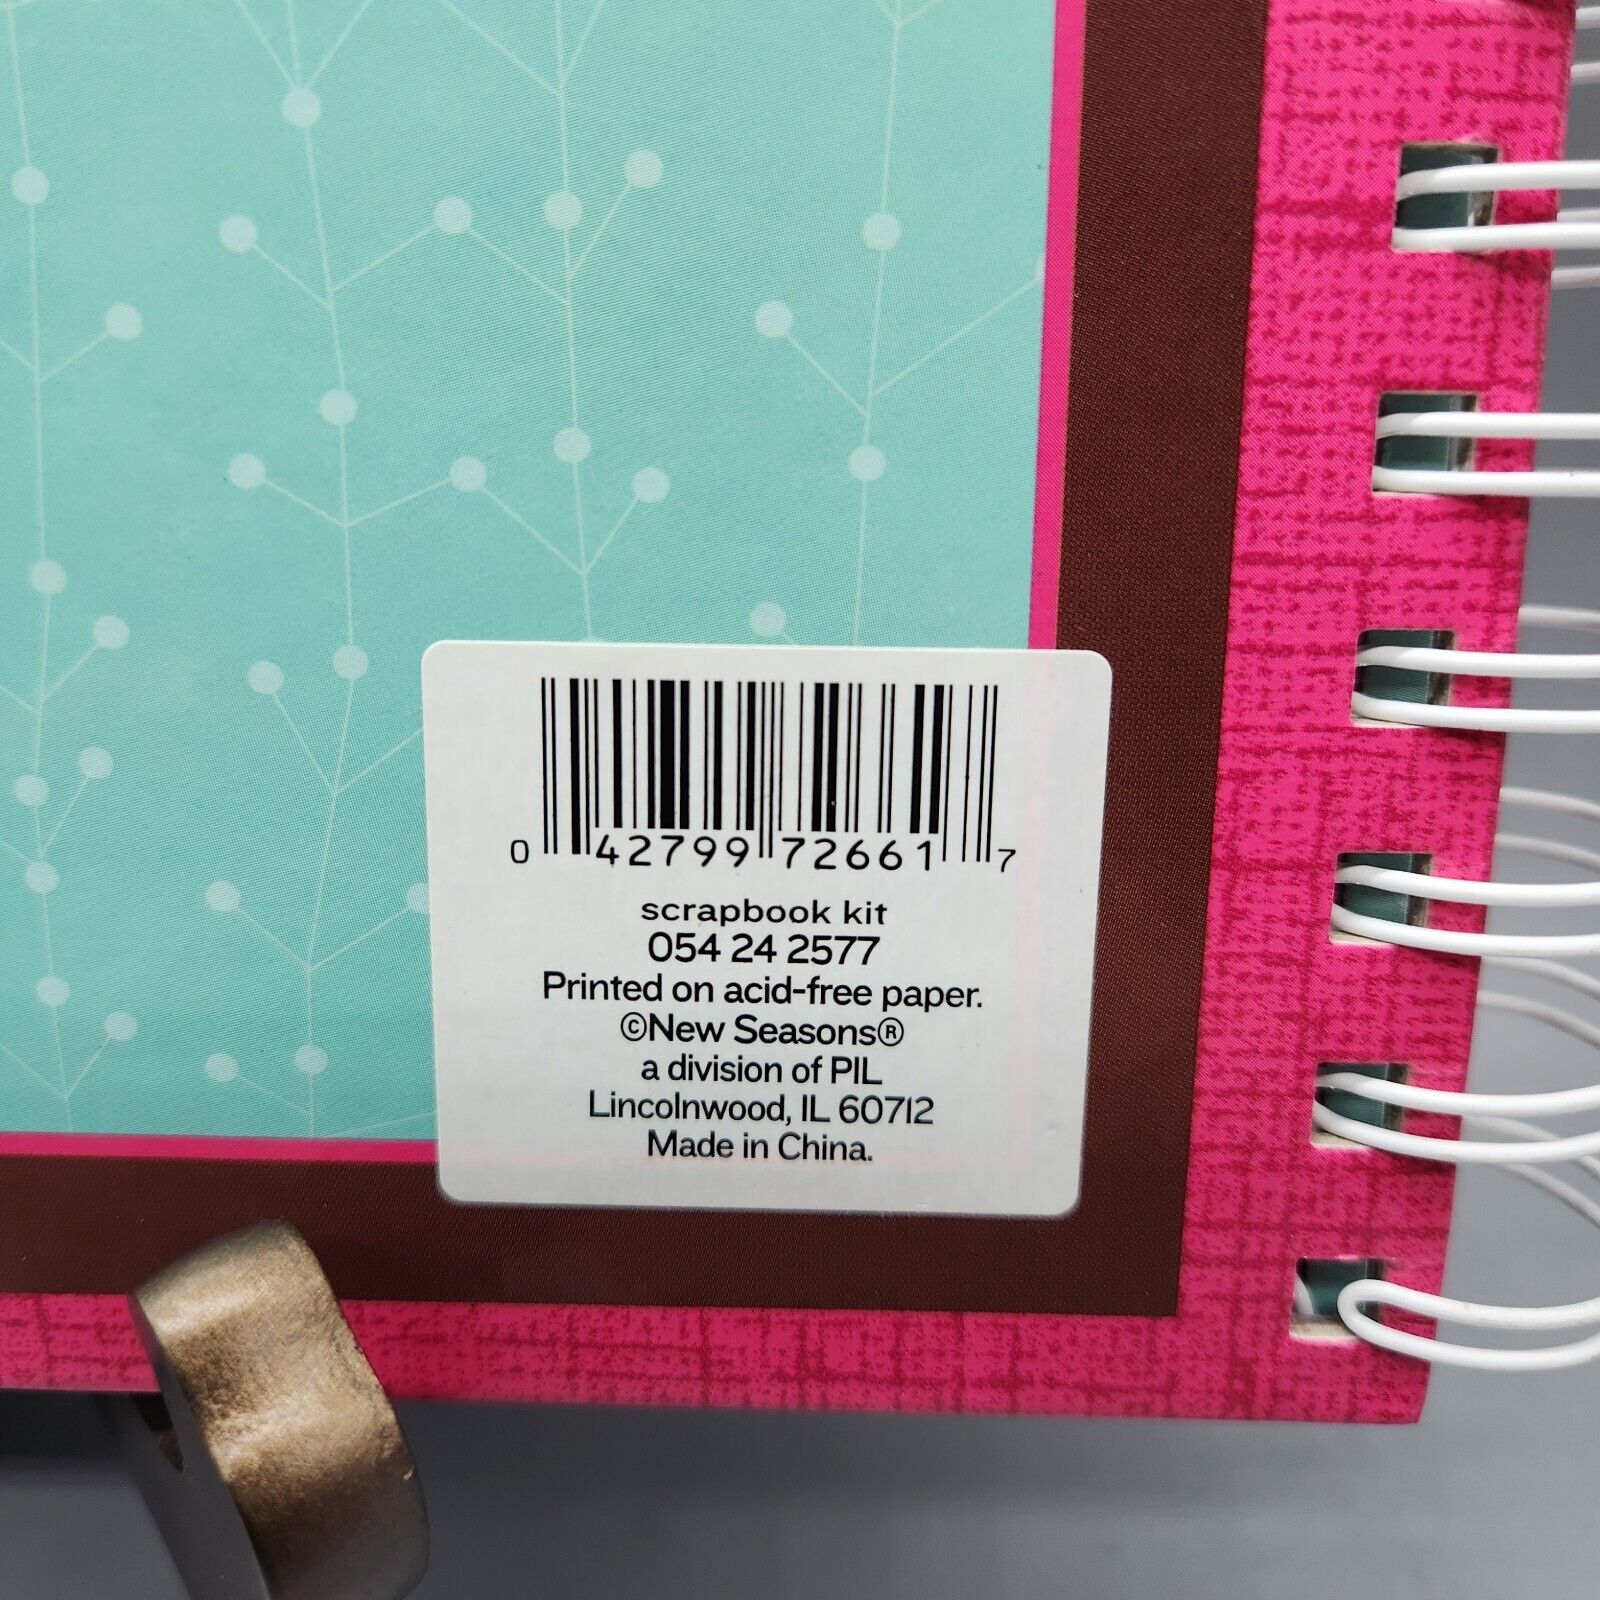 0 42799 72661 7
scrapbook kit
054 24 2577
Printed on acid-free paper.
©New Seasons®
a division of PIL
Lincolnwood, IL 60712
Made in China.